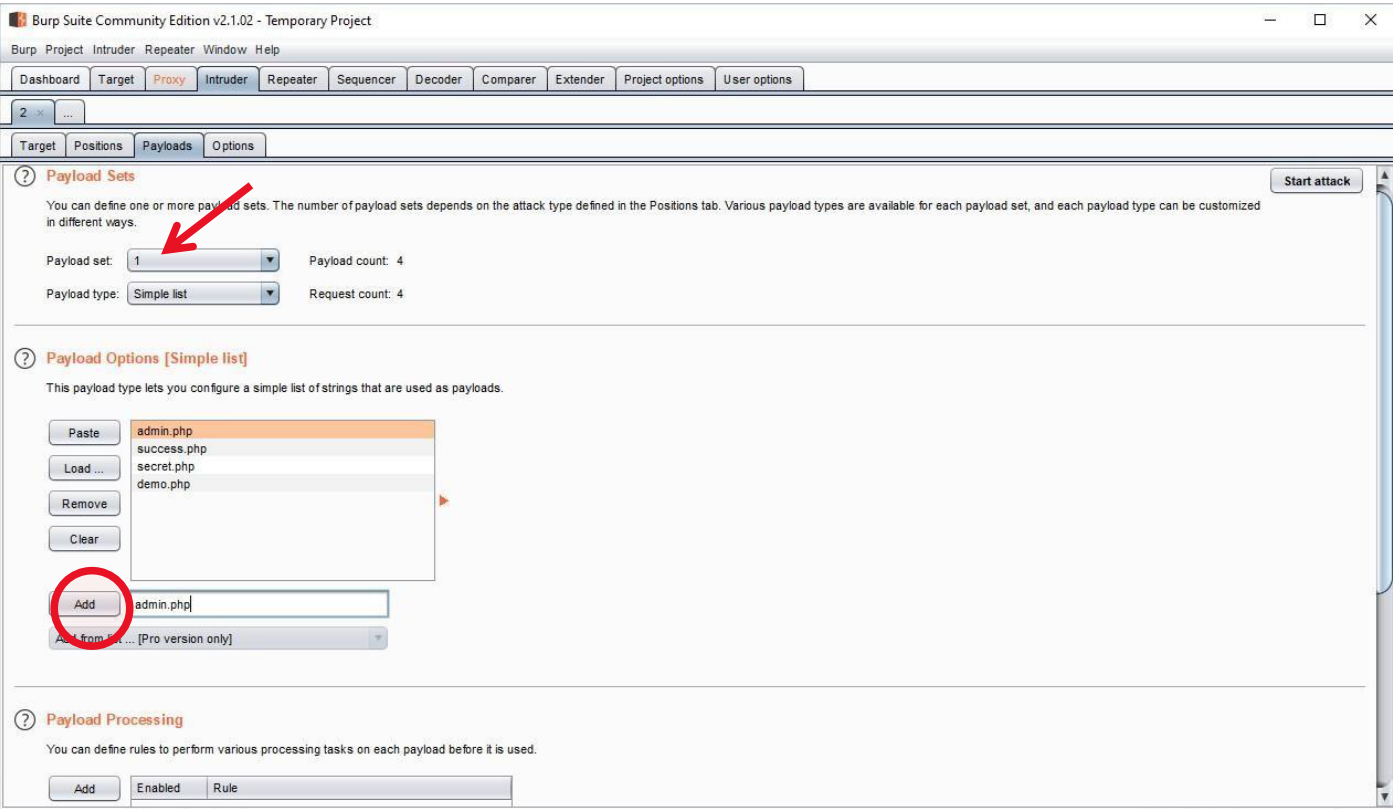 Burp Suite Community Edition v2.1.02 - Temporary Project
Burp Project Intruder Repeater Window Help
Dashboard Target Proxy Intruder Repeater Sequencer Decoder Comparer Extender Project options User options
2 × ...
Target Positions Payloads Options
? Payload Sets
Start attack
You can define one or more payload sets. The number of payload sets depends on the attack type defined in the Positions tab. Various payload types are available for each payload set, and each payload type can be customized
in different ways.
Payload set: 1 Payload count: 4
Payload type: Simple list Request count: 4
? Payload Options [Simple list]
This payload type lets you configure a simple list of strings that are used as payloads.
Paste admin.php
success.php
Load ... secret.php
demo.php
Remove
Clear
Add admin.php
Add from list ... [Pro version only]
? Payload Processing
You can define rules to perform various processing tasks on each payload before it is used.
Add Enabled Rule